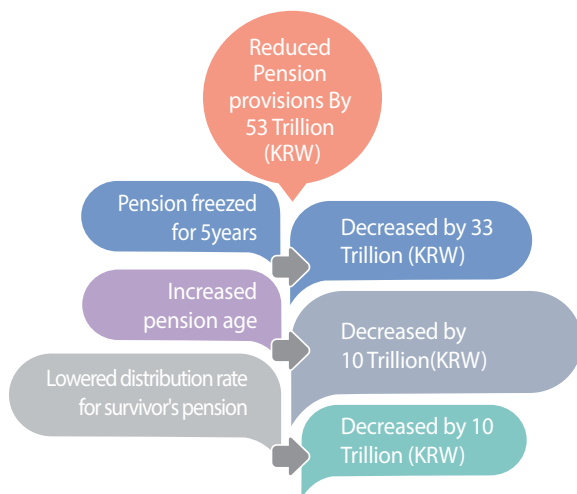 Reduced
Pension
provisions By
53 Trillion
(KRW)
Pension freezed
for 5years
Decreased by 33
Trillion (KRW)
Increased
pension age
Decreased by
10 Trillion(KRW)
Lowered distribution rate
for survivor's pension
Decreased by 10
Trillion (KRW)